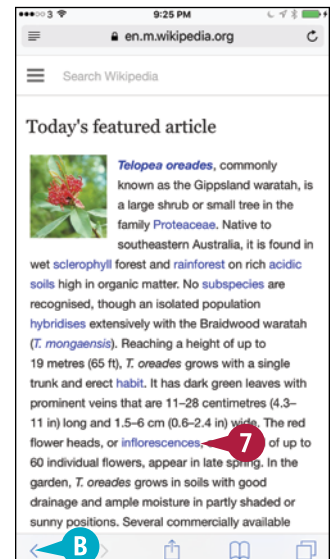 3 9:25 PM
en.m.wikipedia.org
Search Wikipedia
Today's featured article
Telopea oreades, commonly
known as the Gippsland waratah, is
a large shrub or small tree in the
family Proteaceae. Native to
southeastern Australia, it is found in
wet sclerophyll forest and rainforest on rich acidic
soils high in organic matter. No subspecies are
recognised, though an isolated population
hybridises extensively with the Braidwood waratah
(T. mongaensis). Reaching a height of up to
19 metres (65 ft), T. oreades grows with a single
trunk and erect habit. It has dark green leaves with
prominent veins that are 11–28 centimetres (4.3–
11 in) long and 1.5–6 cm (0.6–2.4 in) wide. The red
flower heads, or inflorescences, 7 of up to
60 individual flowers, appear in late spring. In the
garden, T. oreades grows in soils with good
drainage and ample moisture in partly shaded or
sunny positions. Several commercially available
B